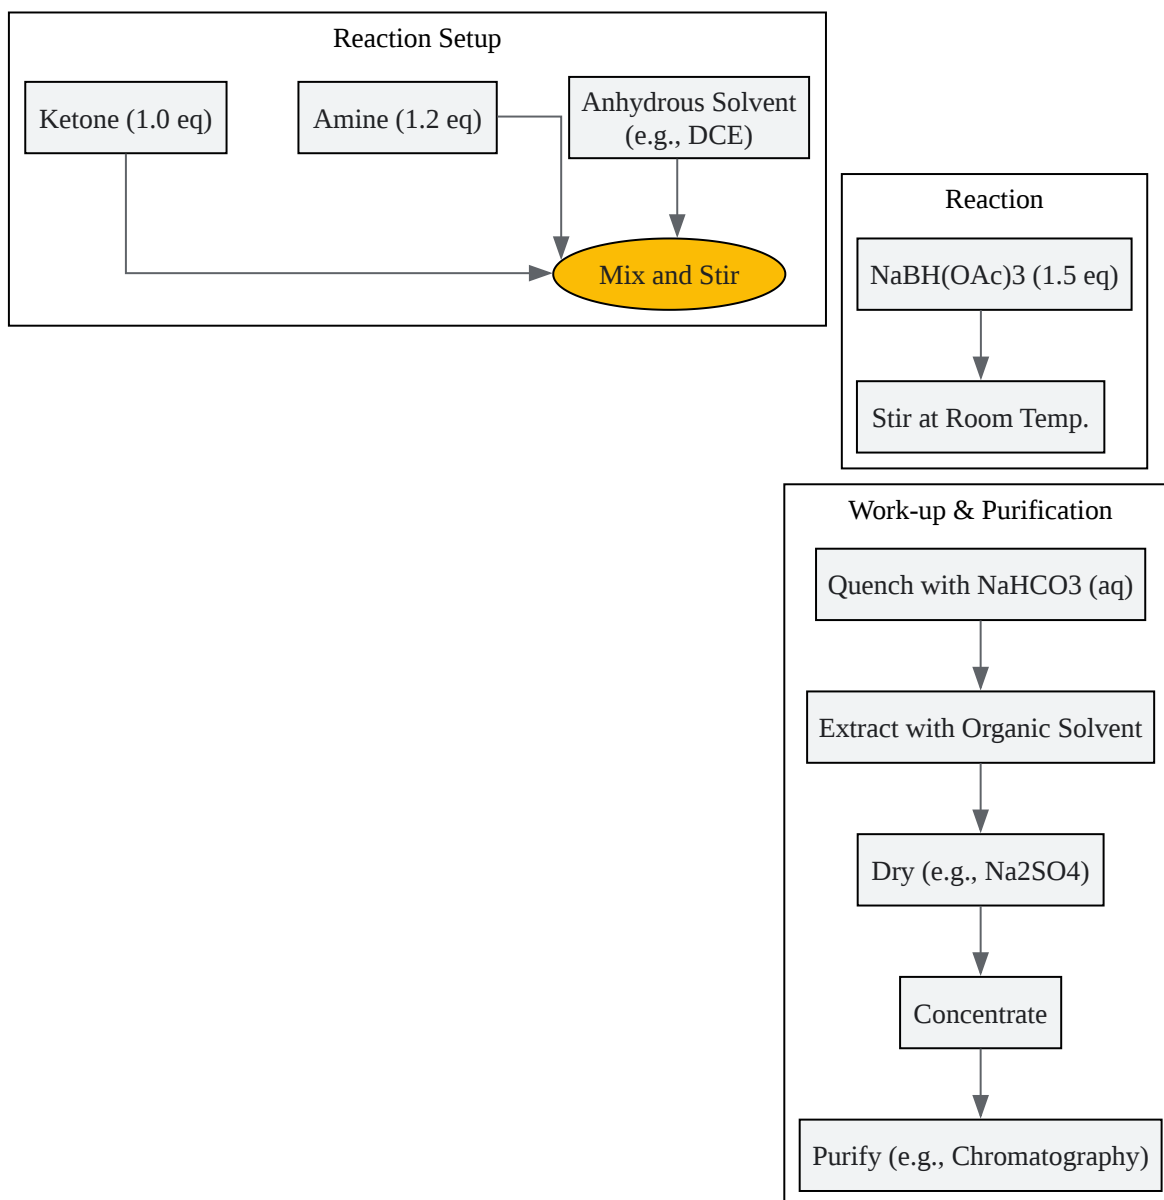 Reaction Setup
Ketone (1.0 eq)
Amine (1.2 eq)
Anhydrous Solvent
(e.g., DCE)
Mix and Stir
Reaction
NaBH(OAc)3 (1.5 eq)
Stir at Room Temp.
Work-up & Purification
Quench with NaHCO3 (aq)
Extract with Organic Solvent
Dry (e.g., Na2SO4)
Concentrate
Purify (e.g., Chromatography)